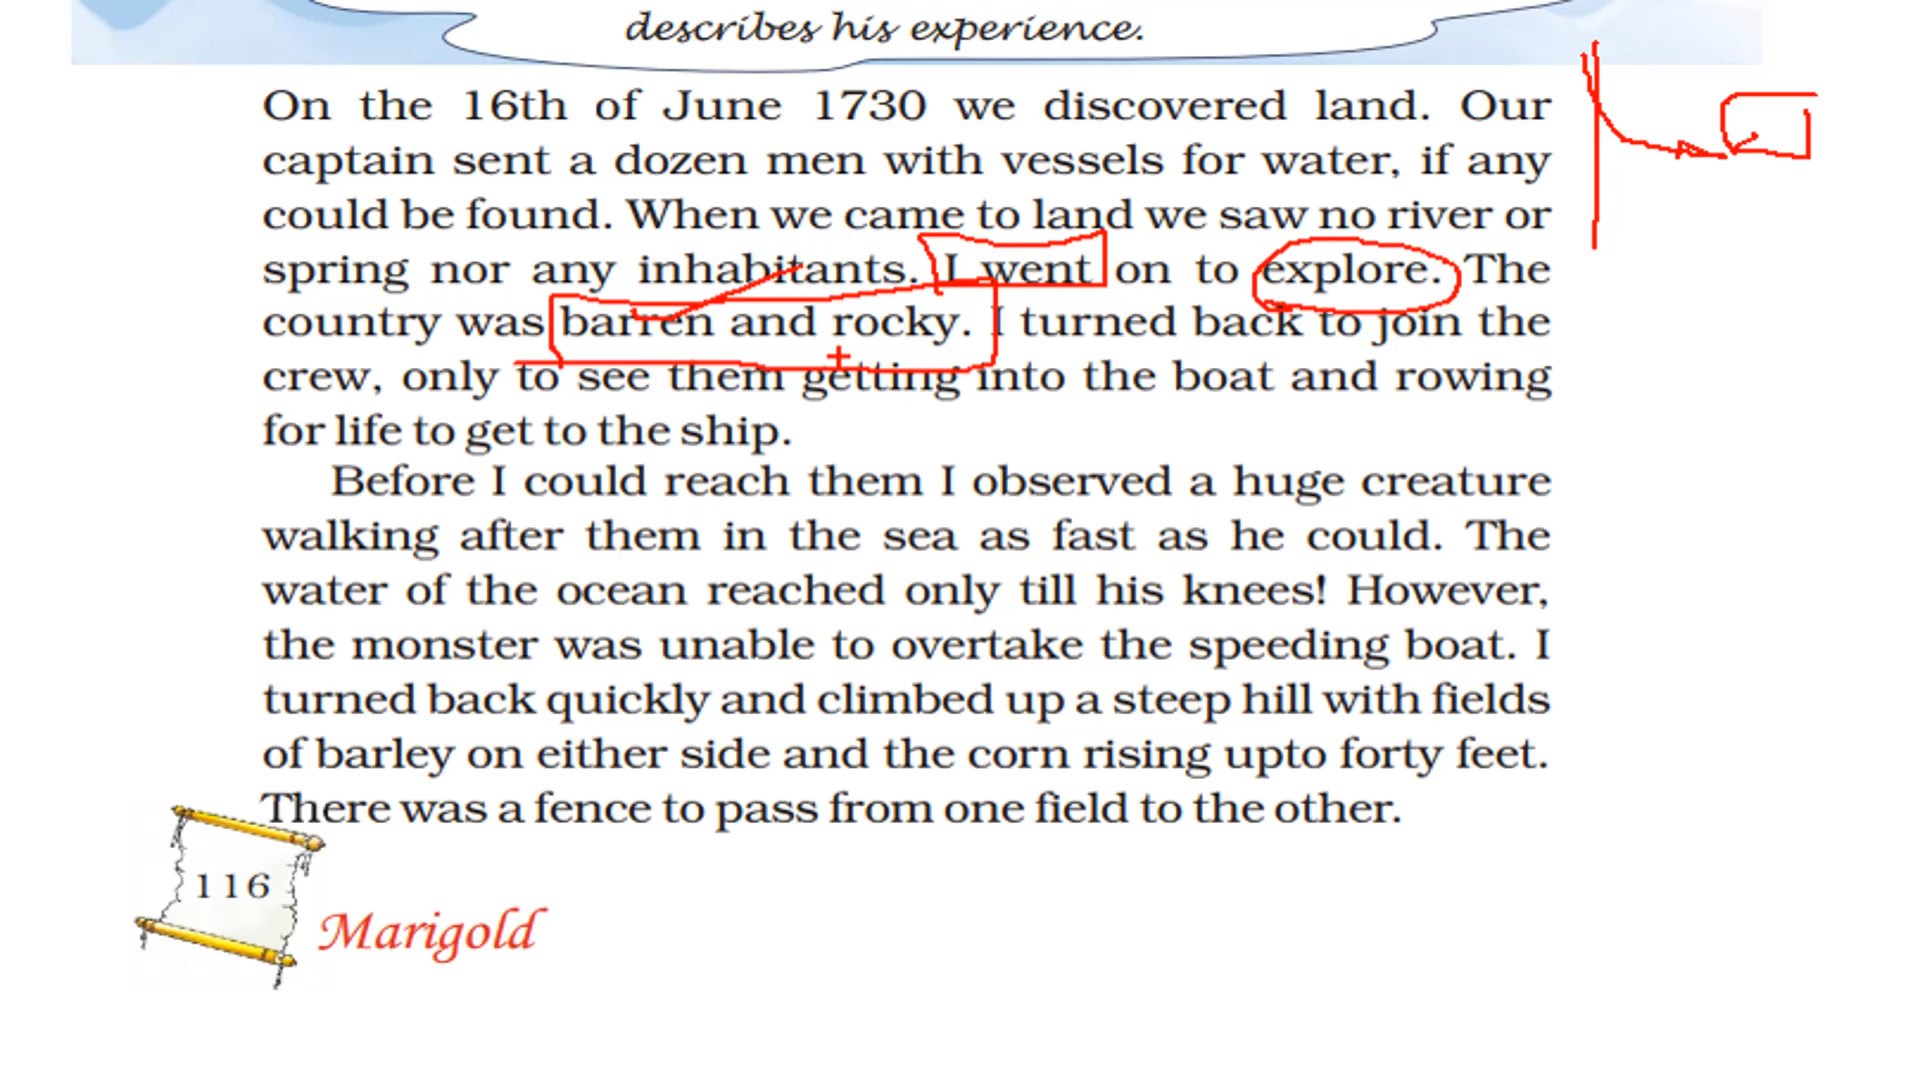 describes his experience.
On the 16th of June 1730 we discovered land. Our
captain sent a dozen men with vessels for water, if any
could be found. When we came to land we saw no river or
spring nor any inhabitants. I went on to explore. The
country was barren and rocky. I turned back to join the
crew, only to see them getting into the boat and rowing
for life to get to the ship.
Before I could reach them I observed a huge creature
walking after them in the sea as fast as he could. The
water of the ocean reached only till his knees! However,
the monster was unable to overtake the speeding boat. I
turned back quickly and climbed up a steep hill with fields
of barley on either side and the corn rising upto forty feet.
There was a fence to pass from one field to the other.
116
Marigold